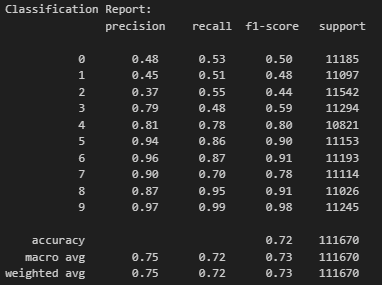 Classification Report:
precision recall f1-score support
0 0.48 0.53 0.50 11185
1 0.45 0.51 0.48 11097
2 0.37 0.55 0.44 11542
3 0.79 0.48 0.59 11294
4 0.81 0.78 0.80 10821
5 0.94 0.86 0.90 11153
6 0.96 0.87 0.91 11193
7 0.90 0.70 0.78 11114
8 0.87 0.95 0.91 11026
9 0.97 0.99 0.98 11245
accuracy 0.72 111670
macro avg 0.75 0.72 0.73 111670
weighted avg 0.75 0.72 0.73 111670